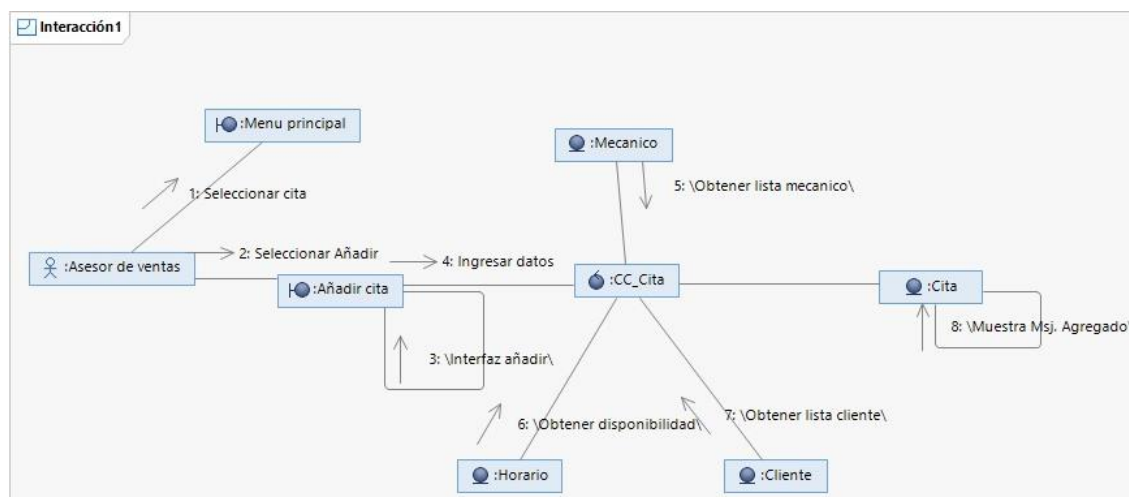 Interacción1
:Menu principal
:Mecanico
1: Seleccionar cita
5: \Obtener lista mecanico\
:Asesor de ventas
2: Seleccionar Añadir
4: Ingresar datos
:Añadir cita
:CC_Cita
:Cita
3: \Interfaz añadir\
8: \Muestra Msj. Agregado\
6: \Obtener disponibilidad\
7: \Obtener lista cliente\
:Horario
:Cliente